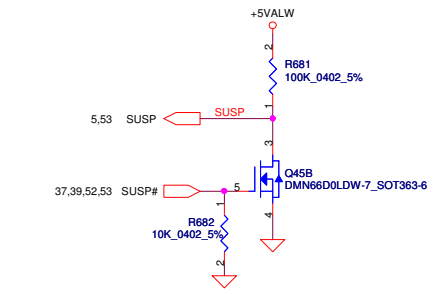 +5VALW
2
R681
100K_0402_5%
1
5,53 SUSP
SUSP
3
Q45B
DMN66D0LDW-7_SOT363-6
37,39,52,53 SUSP#
5
1
4
R682
10K_0402_5%
2